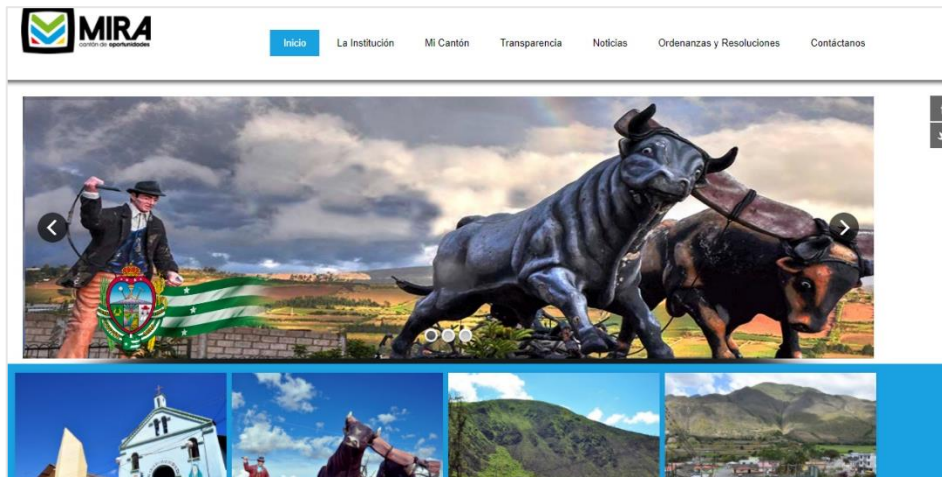 MIRA
cantón de oportunidades
Inicio La Institución Mi Cantón Transparencia Noticias Ordenanzas y Resoluciones Contáctanos